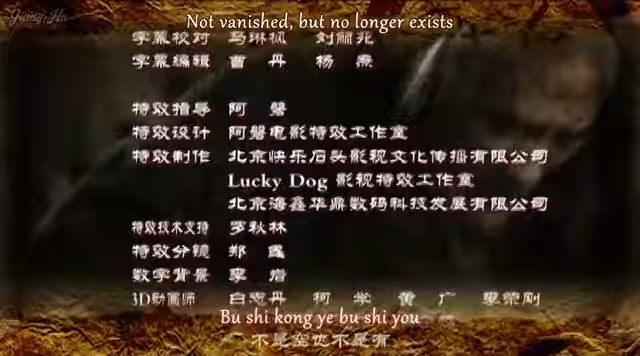 Jiang Hu
Not vanished, but no longer exists
字幕校对 马琳枫 刘丽兆
字幕编辑 曹 丹 杨 燕
特效指导 阿 磐
特效设计 阿磐电影特效工作室
特效制作 北京快乐石头影视文化传播有限公司
Lucky Dog 影视特效工作室
北京海鑫华鼎数码科技发展有限公司
特效技术支持 罗秋林
特效分镜 郑
数字背景 李 岩
3D动画师 白志丹 柯 学 黄 广 黎荣刚
Bu shi kong ye bu shi you
不是空也不是有